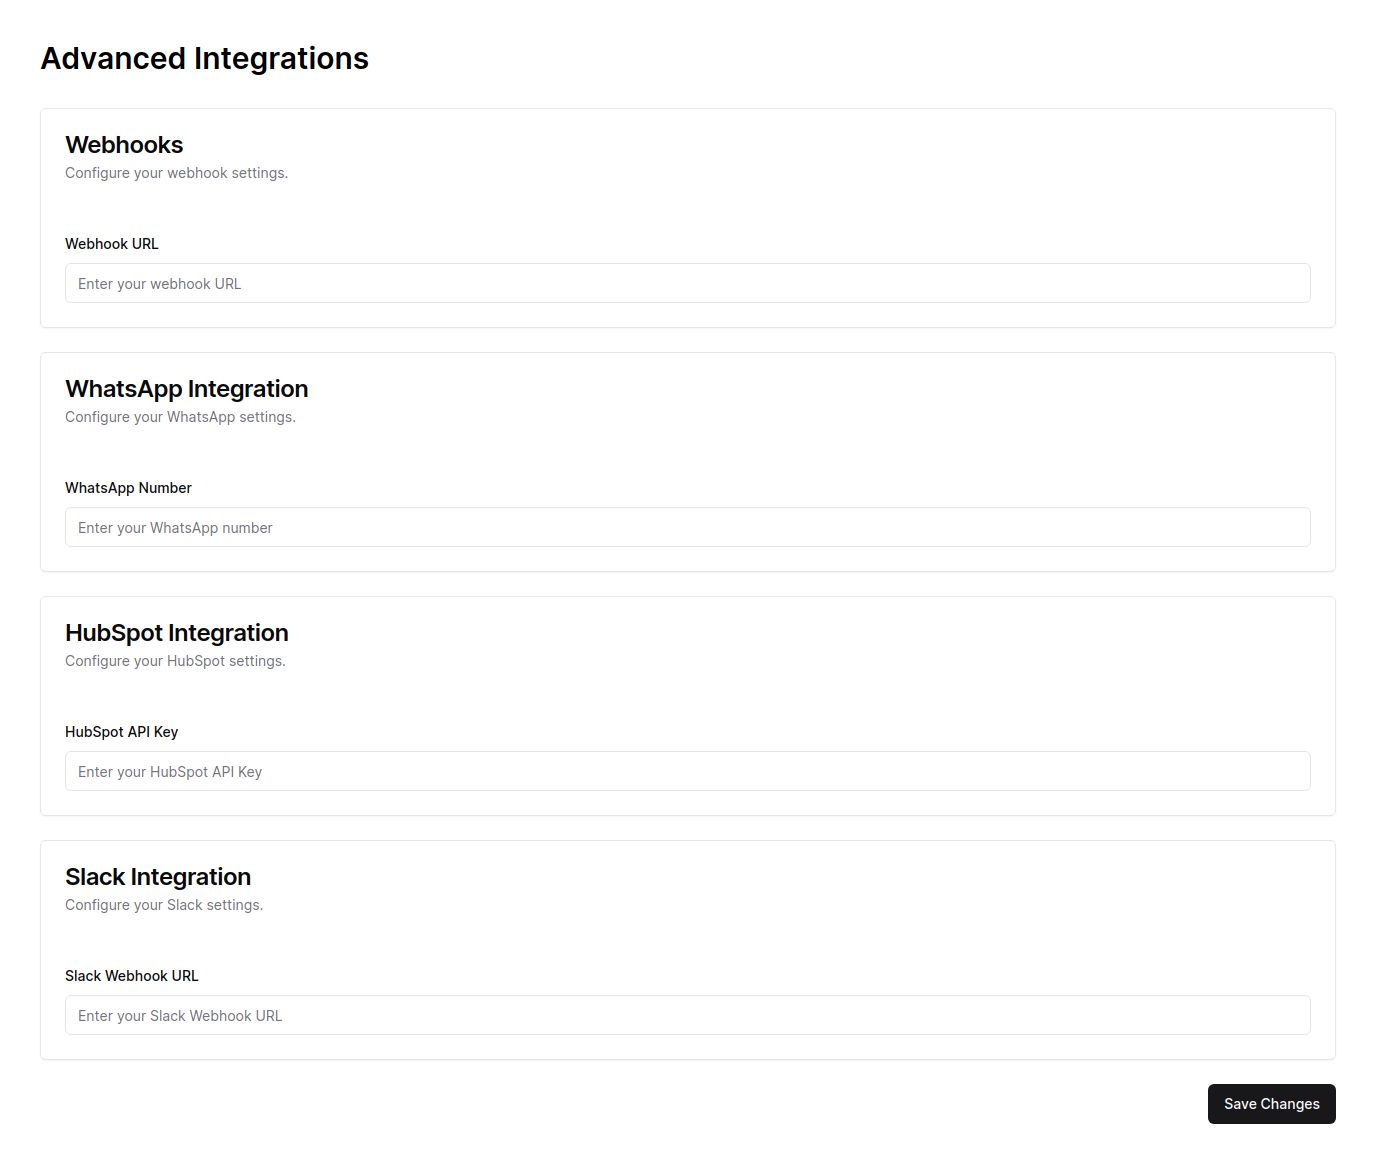 Advanced Integrations
Webhooks
Configure your webhook settings.
Webhook URL
Enter your webhook URL
WhatsApp Integration
Configure your WhatsApp settings.
WhatsApp Number
Enter your WhatsApp number
HubSpot Integration
Configure your HubSpot settings.
HubSpot API Key
Enter your HubSpot API Key
Slack Integration
Configure your Slack settings.
Slack Webhook URL
Enter your Slack Webhook URL
Save Changes